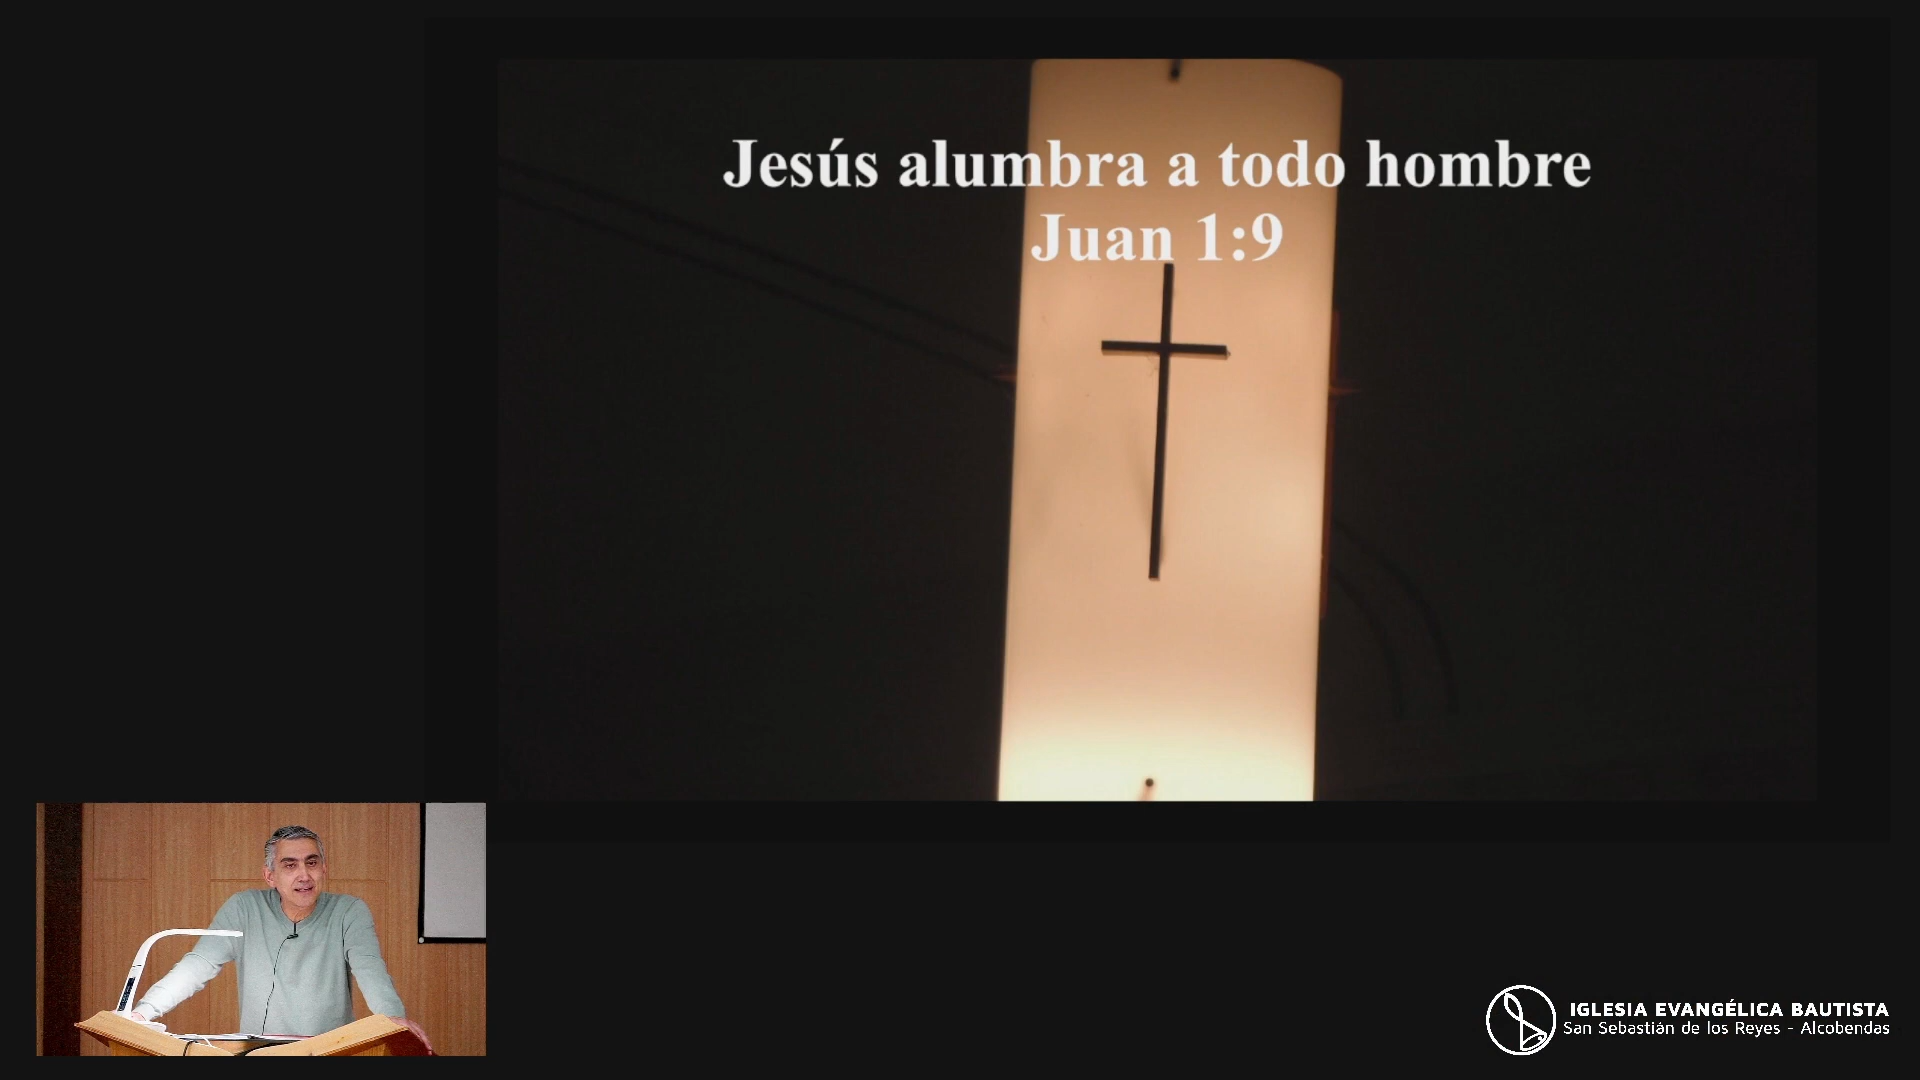 Jesús alumbra a todo hombre
Juan 1:9
IGLESIA EVANGÉLICA BAUTISTA
San Sebastián de los Reyes - Alcobendas